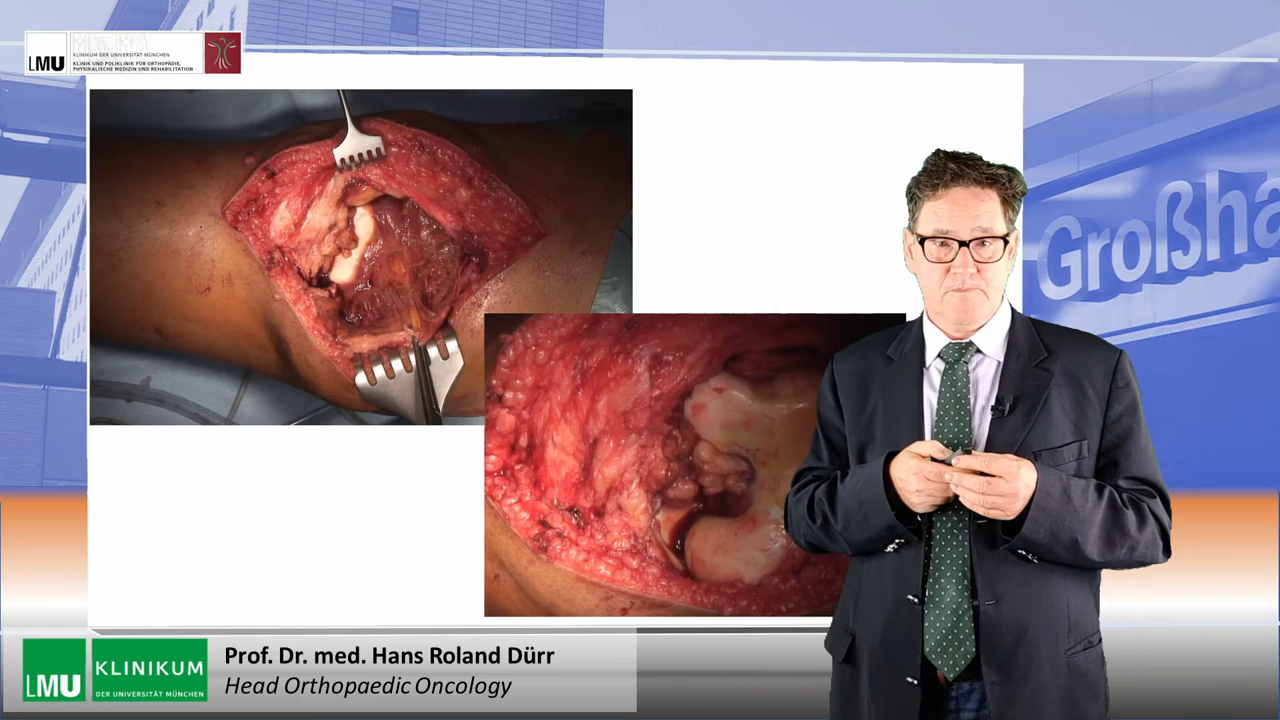 LMU
KLINIKUM DER UNIVERSITÄT MÜNCHEN
KLINIK UND POLIKLINIK FÜR ORTHOPÄDIE,
PHYSIKALISCHE MEDIZIN UND REHABILITATION
Großha
LMU
KLINIKUM
DER UNIVERSITÄT MÜNCHEN
Prof. Dr. med. Hans Roland Dürr
Head Orthopaedic Oncology